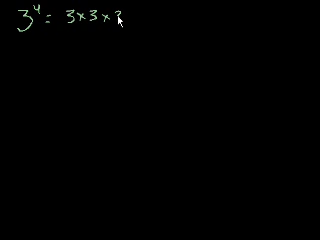 3⁴ = 3 × 3 × 3